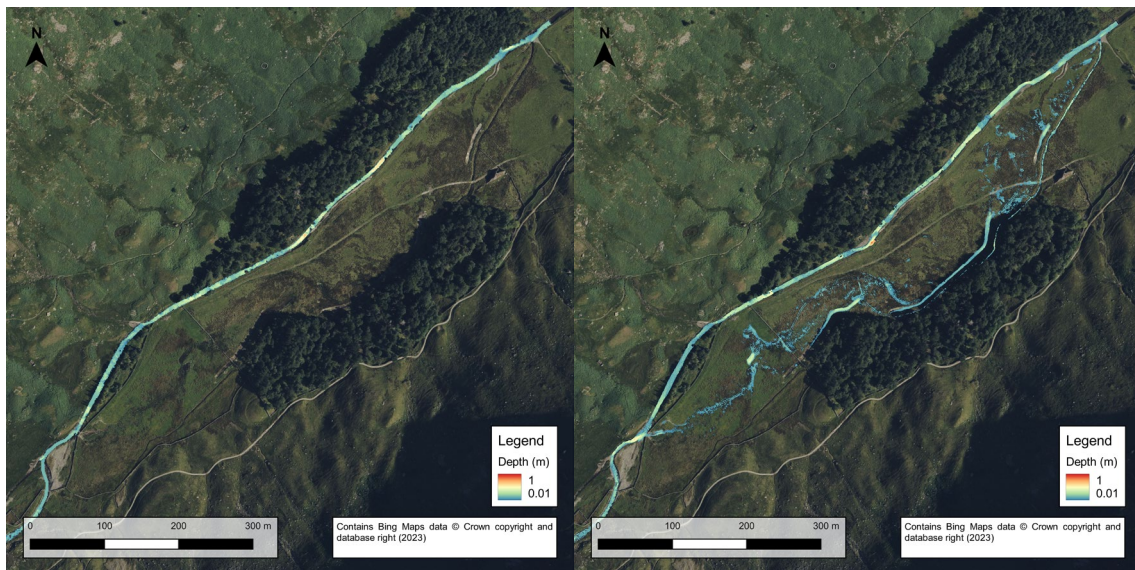 N
Legend
Depth (m)
1
0.01
0 100 200 300 m
Contains Bing Maps data © Crown copyright and
database right (2023)
N
Legend
Depth (m)
1
0.01
0 100 200 300 m
Contains Bing Maps data © Crown copyright and
database right (2023)